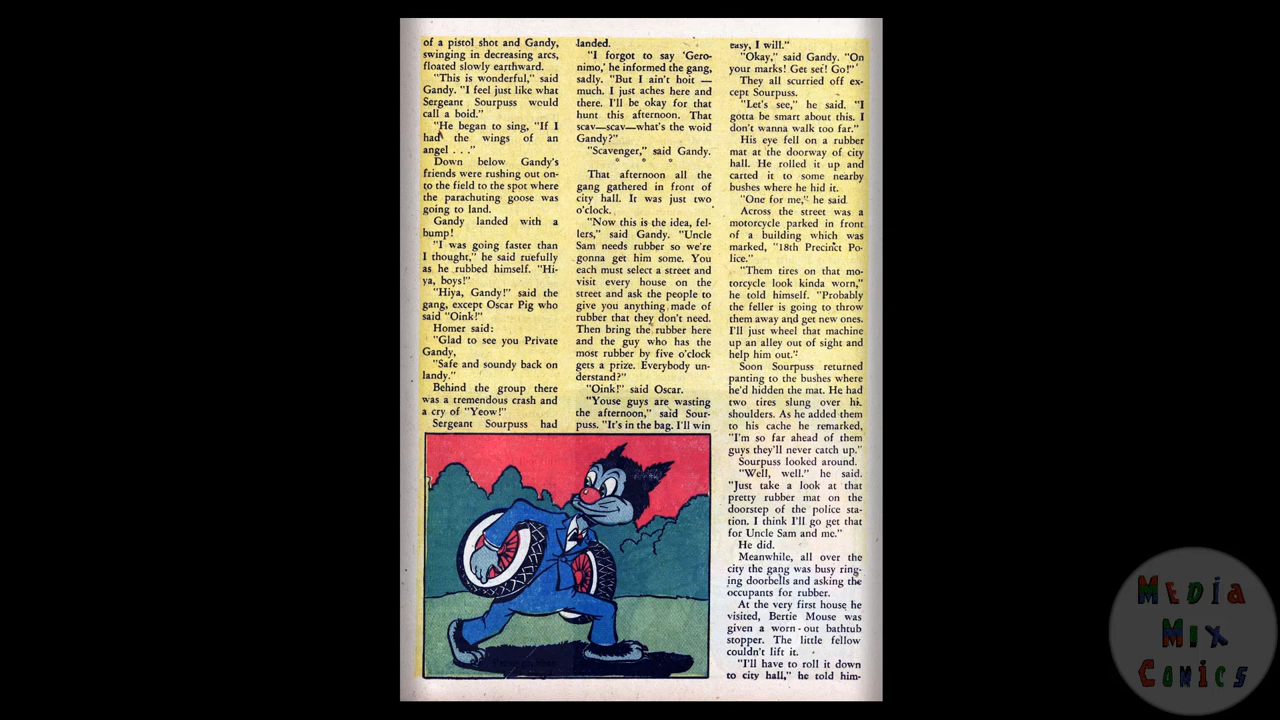 of a pistol shot and Gandy,
swinging in decreasing arcs,
floated slowly earthward.
"This is wonderful," said
Gandy. "I feel just like what
Sergeant Sourpuss would
call a boid."
"He began to sing, "If I
had the wings of an
angel . . ."
Down below Gandy's
friends were rushing out on-
to the field to the spot where
the parachuting goose was
going to land.
Gandy landed with a
bump!
"I was going faster than
I thought," he said ruefully
as he rubbed himself. "Hi-
ya, boys!"
"Hiya, Gandy!" said the
gang, except Oscar Pig who
said "Oink!"
Homer said:
"Glad to see you Private
Gandy,
"Safe and soundy back on
landy."
Behind the group there
was a tremendous crash and
a cry of "Yeow!"
Sergeant Sourpuss had
landed.
"I forgot to say 'Gero-
nimo,' he informed the gang,
sadly. "But I ain't hoit —
much. I just aches here and
there. I'll be okay for that
hunt this afternoon. That
scav—scav—what's the woid
Gandy?"
"Scavenger," said Gandy.
° ° °
That afternoon all the
gang gathered in front of
city hall. It was just two
o'clock.
"Now this is the idea, fel-
lers," said Gandy. "Uncle
Sam needs rubber so we're
gonna get him some. You
each must select a street and
visit every house on the
street and ask the people to
give you anything made of
rubber that they don't need.
Then bring the rubber here
and the guy who has the
most rubber by five o'clock
gets a prize. Everybody un-
derstand?"
"Oink!" said Oscar.
"Youse guys are wasting
the afternoon," said Sour-
puss. "It's in the bag. I'll win
easy, I will."
"Okay," said Gandy. "On
your marks! Get set! Go!"
They all scurried off ex-
cept Sourpuss.
"Let's see," he said. "I
gotta be smart about this. I
don't wanna walk too far."
His eye fell on a rubber
mat at the doorway of city
hall. He rolled it up and
carted it to some nearby
bushes where he hid it.
"One for me," he said
Across the street was a
motorcycle parked in front
of a building which was
marked, "18th Precinct Po-
lice."
"Them tires on that mo-
torcycle look kinda worn,"
he told himself. "Probably
the feller is going to throw
them away and get new ones.
I'll just wheel that machine
up an alley out of sight and
help him out."
Soon Sourpuss returned
panting to the bushes where
he'd hidden the mat. He had
two tires slung over his
shoulders. As he added them
to his cache he remarked,
"I'm so far ahead of them
guys they'll never catch up."
Sourpuss looked around.
"Well, well." he said.
"Just take a look at that
pretty rubber mat on the
doorstep of the police sta-
tion. I think I'll go get that
for Uncle Sam and me."
He did.
Meanwhile, all over the
city the gang was busy ring-
ing doorbells and asking the
occupants for rubber.
At the very first house he
visited, Bertie Mouse was
given a worn-out bathtub
stopper. The little fellow
couldn't lift it.
"I'll have to roll it down
to city hall," he told him-
MeDia
Mix
Comics